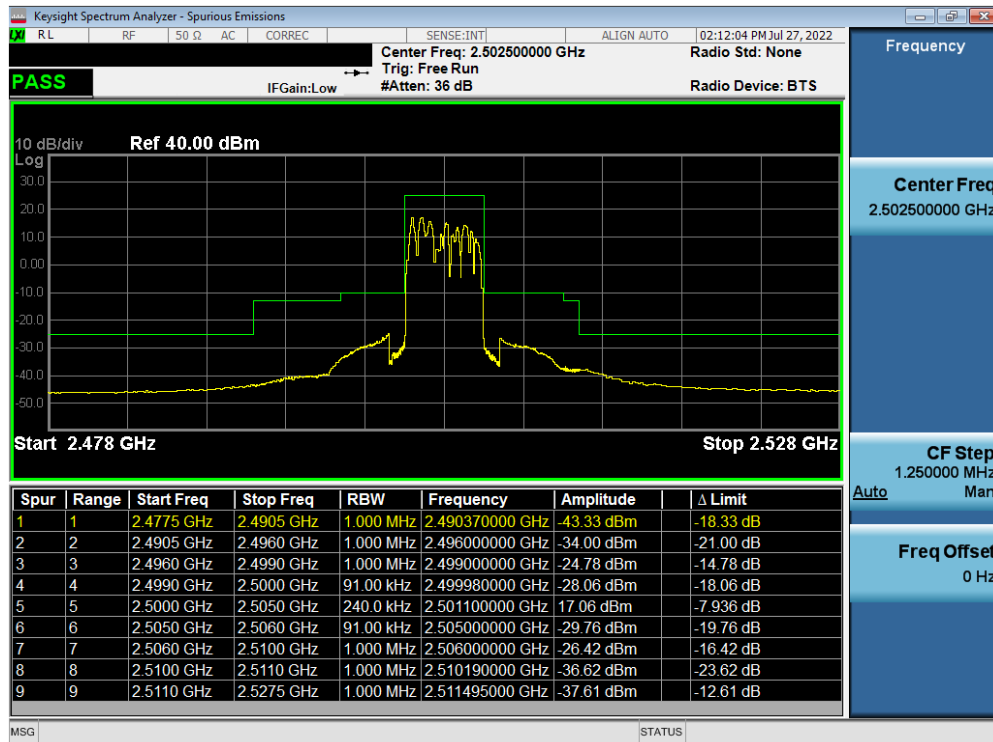 Keysight Spectrum Analyzer - Spurious Emissions
LXI RL RF 50 Ω AC CORREC SENSE:INT ALIGN AUTO 02:12:04 PM Jul 27, 2022
Center Freq: 2.502500000 GHz Radio Std: None
Trig: Free Run
PASS IFGain:Low #Atten: 36 dB Radio Device: BTS
10 dB/div Ref 40.00 dBm
Log
30.0
20.0
10.0
0.00
-10.0
-20.0
-30.0
-40.0
-50.0
Start 2.478 GHz Stop 2.528 GHz
Spur Range Start Freq Stop Freq RBW Frequency Amplitude Δ Limit
1 1 2.4775 GHz 2.4905 GHz 1.000 MHz 2.490370000 GHz -43.33 dBm -18.33 dB
2 2 2.4905 GHz 2.4960 GHz 1.000 MHz 2.496000000 GHz -34.00 dBm -21.00 dB
3 3 2.4960 GHz 2.4990 GHz 1.000 MHz 2.499000000 GHz -24.78 dBm -14.78 dB
4 4 2.4990 GHz 2.5000 GHz 91.00 kHz 2.499980000 GHz -28.06 dBm -18.06 dB
5 5 2.5000 GHz 2.5050 GHz 240.0 kHz 2.501100000 GHz 17.06 dBm -7.936 dB
6 6 2.5050 GHz 2.5060 GHz 91.00 kHz 2.505000000 GHz -29.76 dBm -19.76 dB
7 7 2.5060 GHz 2.5100 GHz 1.000 MHz 2.506000000 GHz -26.42 dBm -16.42 dB
8 8 2.5100 GHz 2.5110 GHz 1.000 MHz 2.510190000 GHz -36.62 dBm -23.62 dB
9 9 2.5110 GHz 2.5275 GHz 1.000 MHz 2.511495000 GHz -37.61 dBm -12.61 dB
MSG STATUS
Frequency
Center Freq
2.502500000 GHz
CF Step
1.250000 MHz
Auto Man
Freq Offset
0 Hz